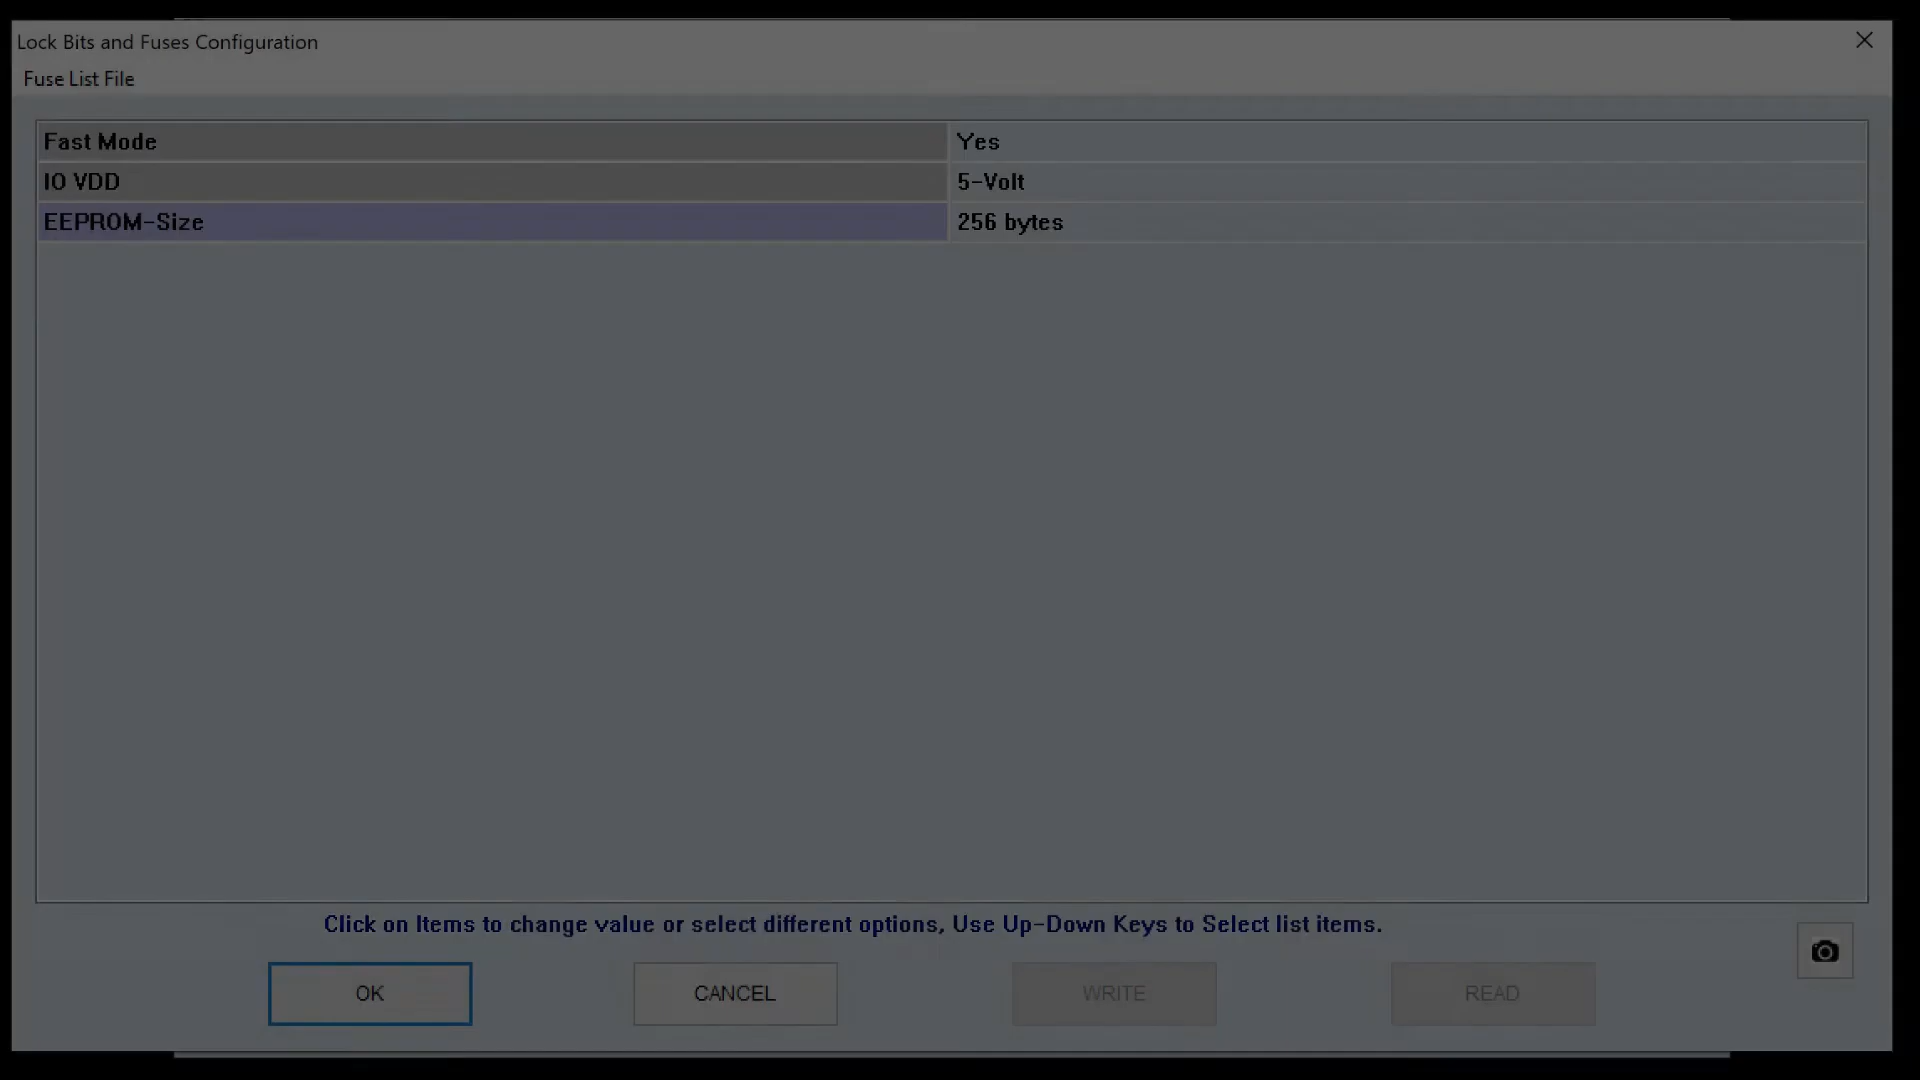 Lock Bits and Fuses Configuration
Fuse List File
Fast Mode Yes
IO VDD 5-Volt
EEPROM-Size 256 bytes
Click on Items to change value or select different options, Use Up-Down Keys to Select list items.
OK CANCEL WRITE READ